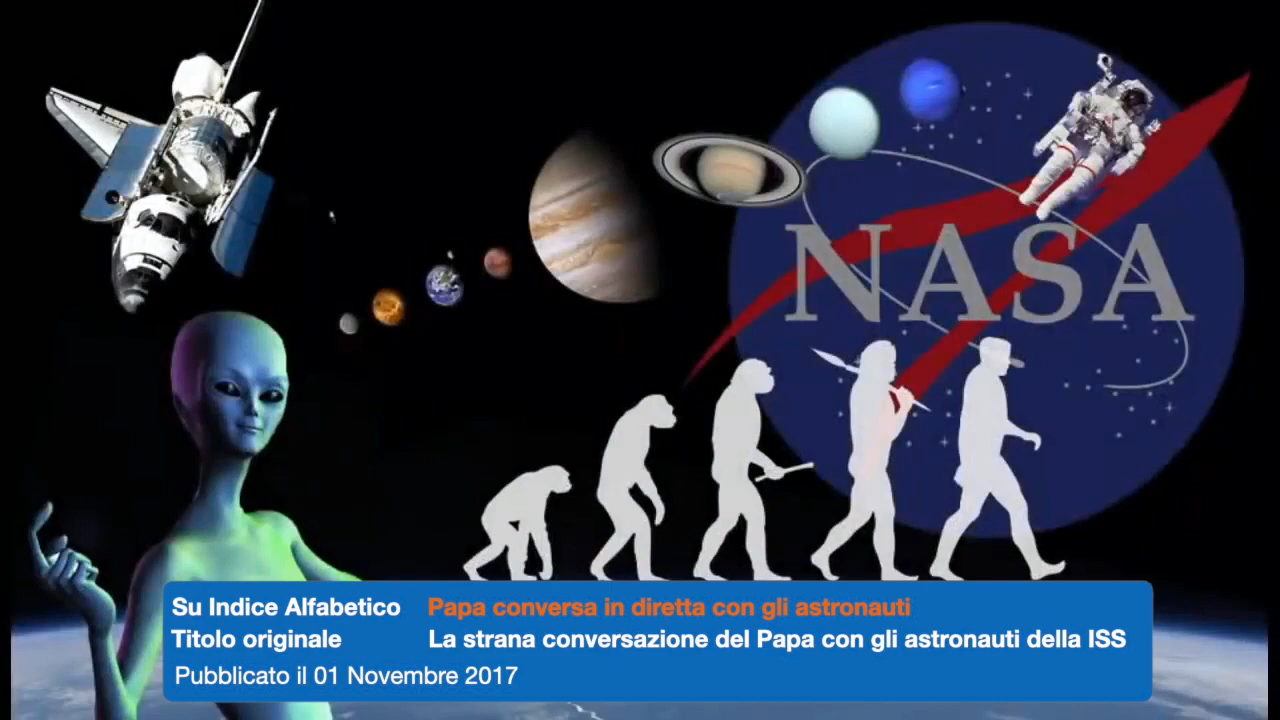 NASA
Su Indice Alfabetico Papa conversa in diretta con gli astronauti
Titolo originale La strana conversazione del Papa con gli astronauti della ISS
Pubblicato il 01 Novembre 2017